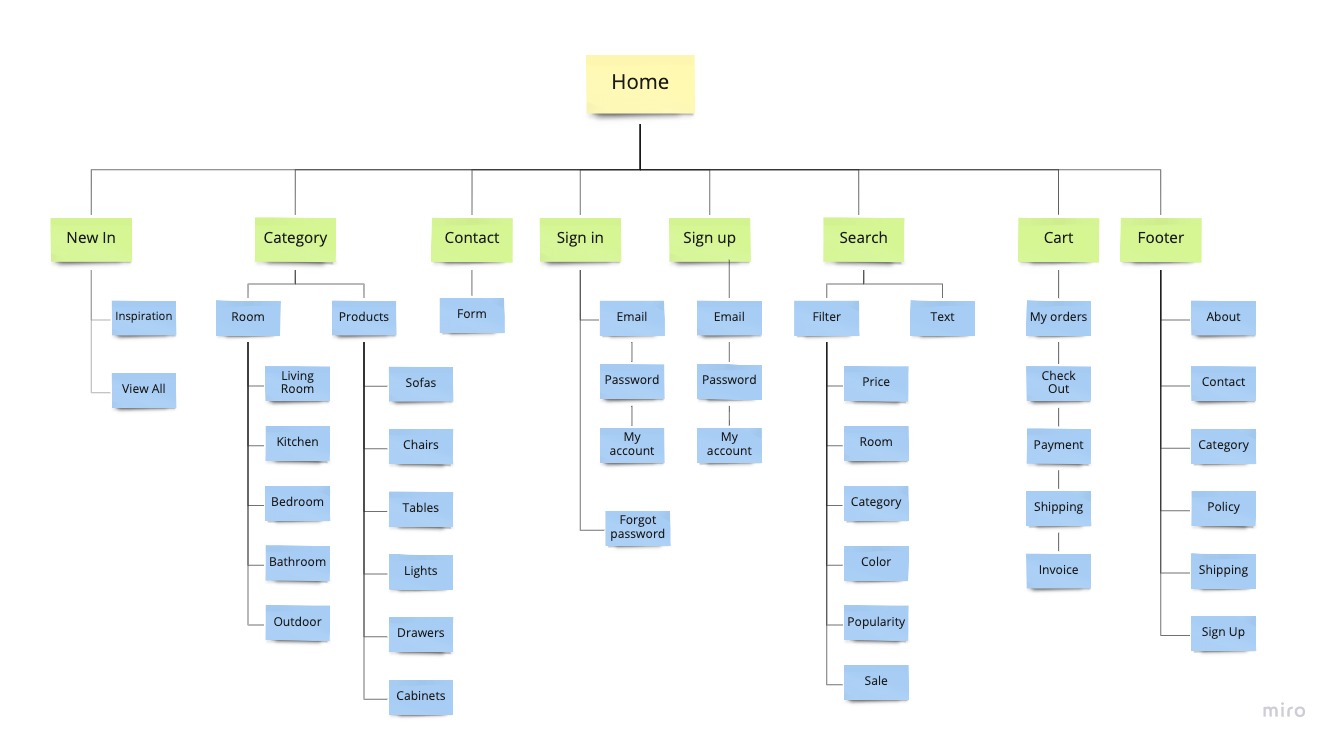 Home
New In
Category
Contact
Sign in
Sign up
Search
Cart
Footer
Inspiration
View All
Room
Products
Living
Room
Kitchen
Bedroom
Bathroom
Outdoor
Sofas
Chairs
Tables
Lights
Drawers
Cabinets
Form
Email
Password
My
account
Forgot
password
Email
Password
My
account
Filter
Text
Price
Room
Category
Color
Popularity
Sale
My orders
Check
Out
Payment
Shipping
Invoice
About
Contact
Category
Policy
Shipping
Sign Up
miro